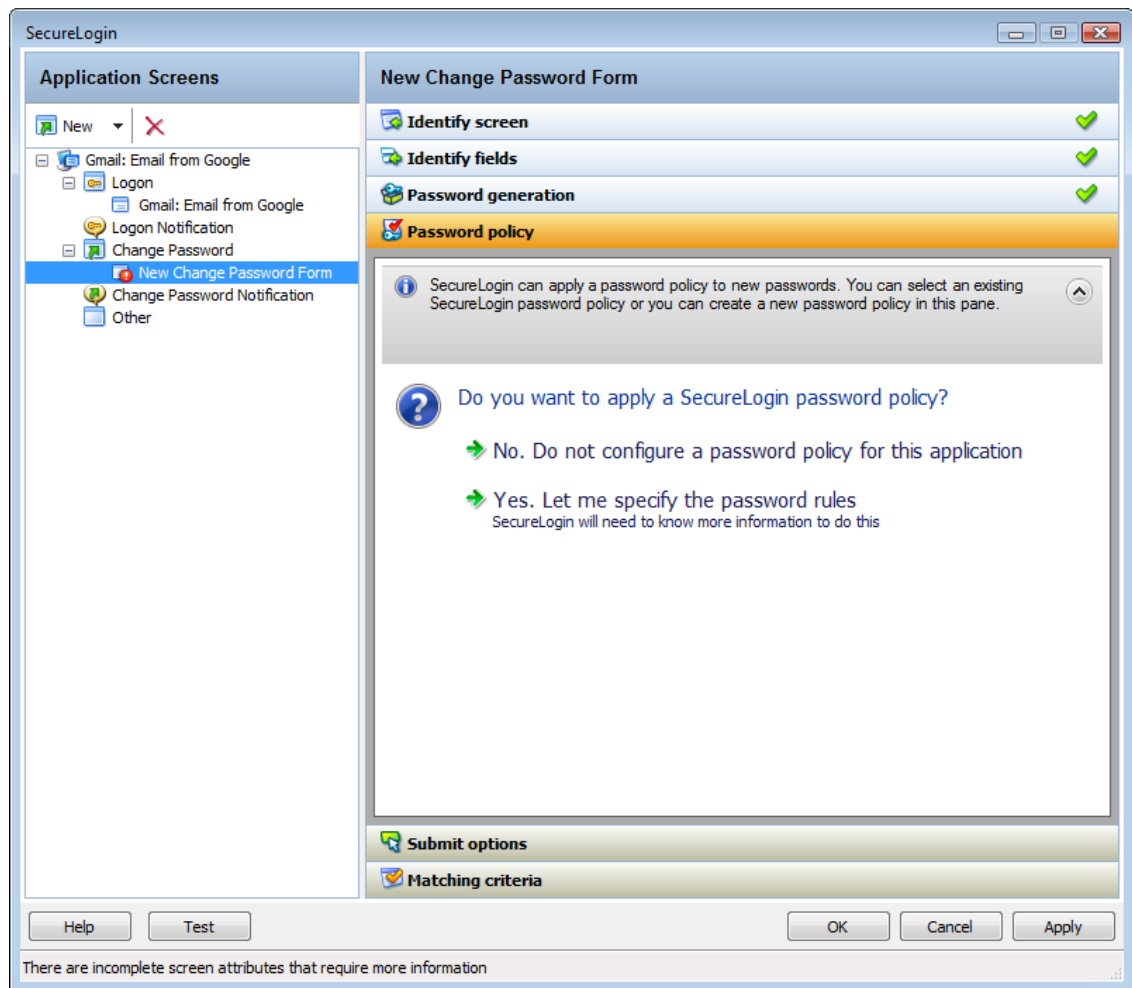 SecureLogin
Application Screens
New
Gmail: Email from Google
Logon
Gmail: Email from Google
Logon Notification
Change Password
New Change Password Form
Change Password Notification
Other
New Change Password Form
Identify screen
Identify fields
Password generation
Password policy
SecureLogin can apply a password policy to new passwords. You can select an existing
SecureLogin password policy or you can create a new password policy in this pane.
Do you want to apply a SecureLogin password policy?
No. Do not configure a password policy for this application
Yes. Let me specify the password rules
SecureLogin will need to know more information to do this
Submit options
Matching criteria
Help
Test
OK
Cancel
Apply
There are incomplete screen attributes that require more information